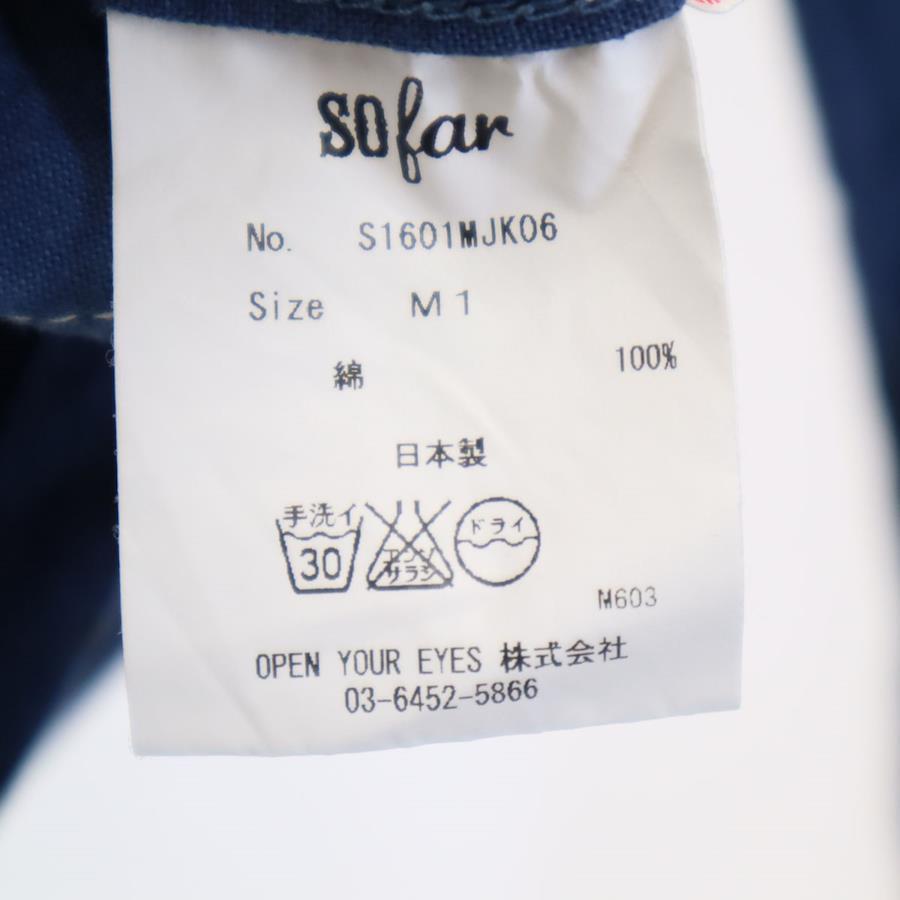 SOfar
No. S1601MJK06
Size M1
綿 100%
日本製
手洗イ
30
エンソ
サラシ
ドライ
M603
OPEN YOUR EYES 株式会社
03-6452-5866